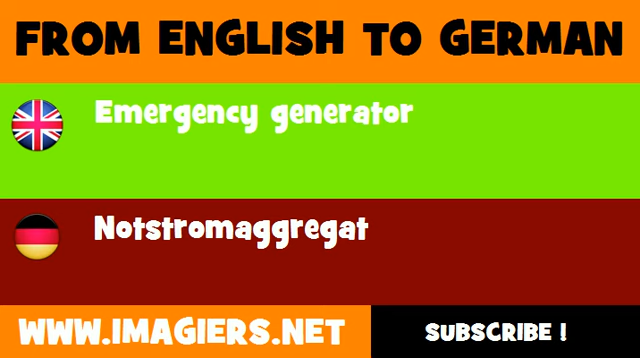 FROM ENGLISH TO GERMAN
Emergency generator
Notstromaggregat
WWW.IMAGIERS.NET
SUBSCRIBE !